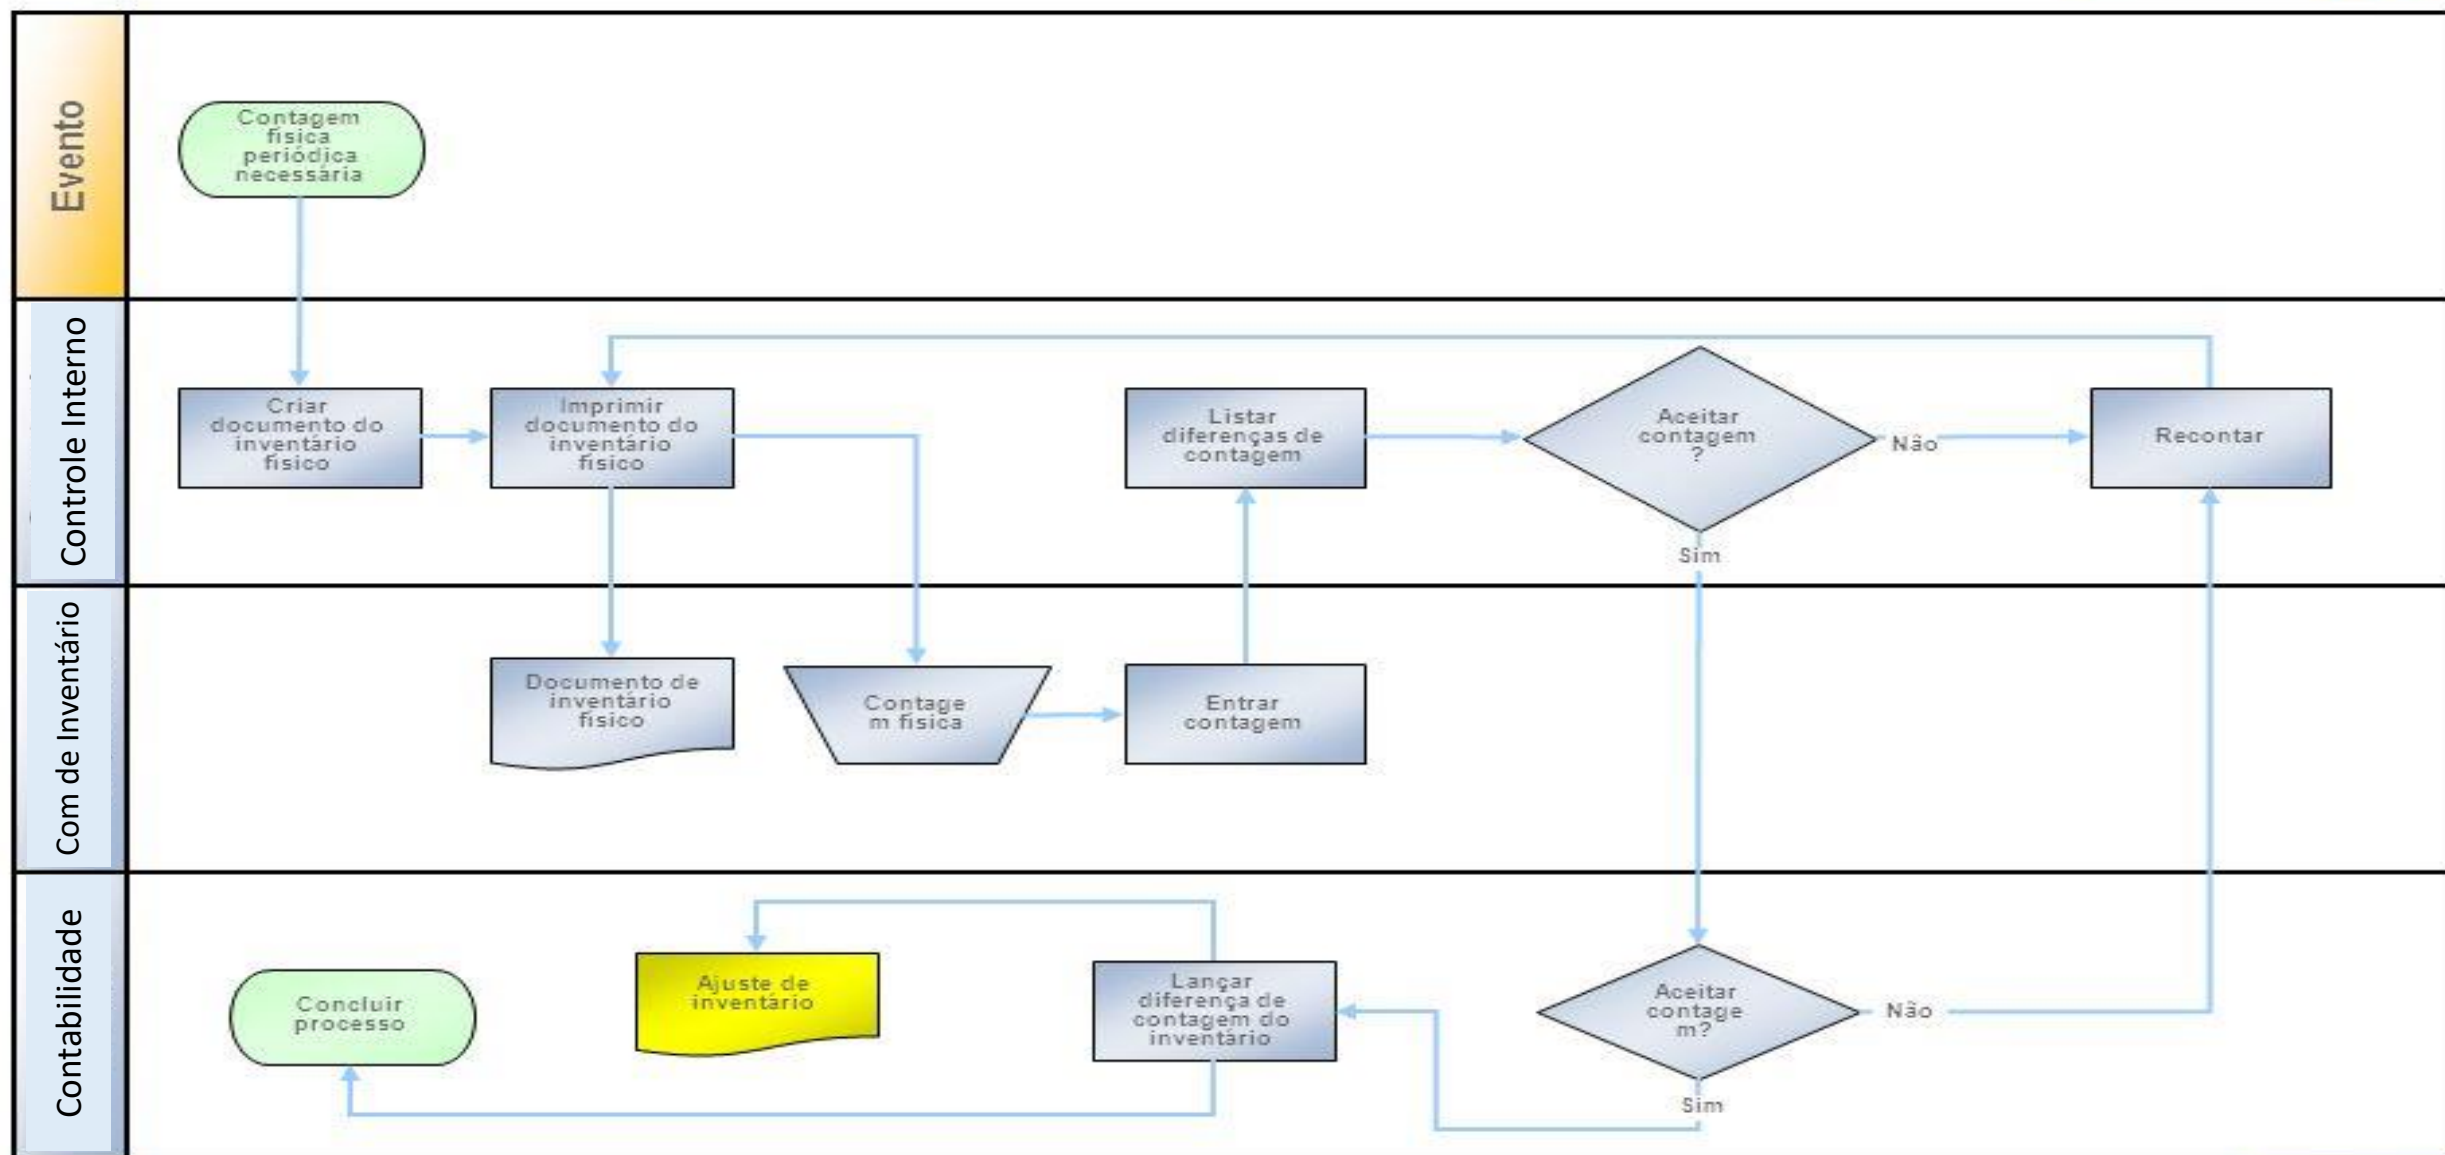 Evento
Contagem
física
periódica
necessária
Controle Interno
Criar
documento do
inventário
físico
Imprimir
documento do
inventário
físico
Listar
diferenças de
contagem
Aceitar
contagem
?
Não
Recontar
Sim
Com de Inventário
Documento de
inventário
físico
Contage
m física
Entrar
contagem
Contabilidade
Concluir
processo
Ajuste de
inventário
Lançar
diferença de
contagem do
inventário
Aceitar
contage
m?
Não
Sim